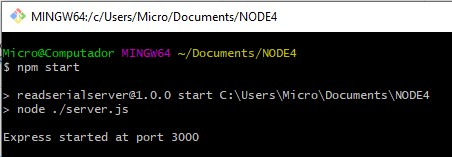 MINGW64:/c/Users/Micro/Documents/NODE4
Micro@Computador MINGW64 ~/Documents/NODE4
$ npm start
> readserialserver@1.0.0 start C:\Users\Micro\Documents\NODE4
> node ./server.js
Express started at port 3000